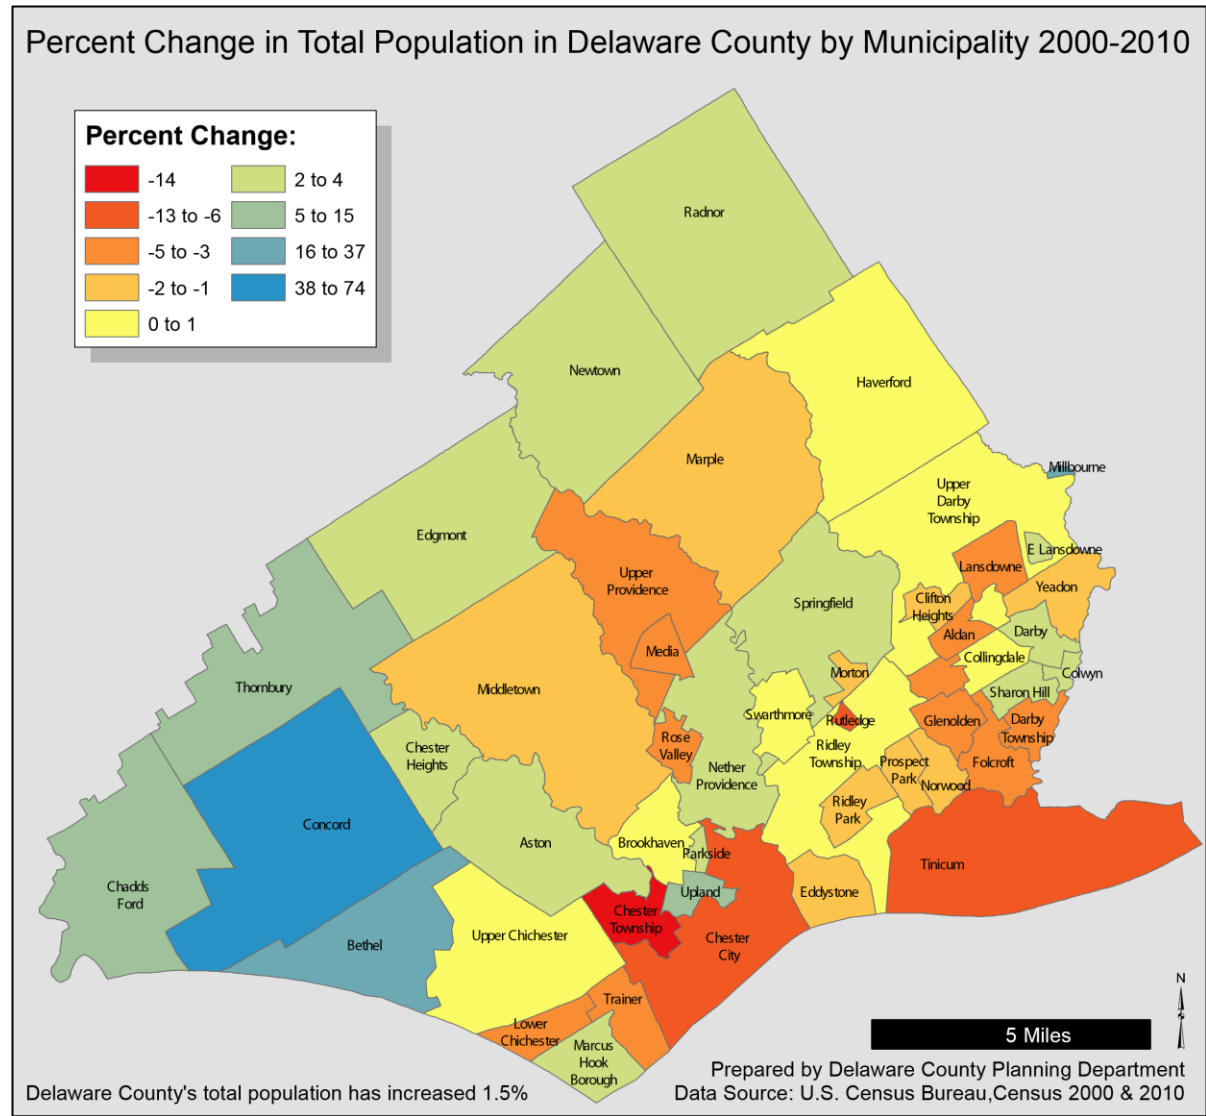 Percent Change in Total Population in Delaware County by Municipality 2000-2010
Percent Change:
-14
-13 to -6
-5 to -3
-2 to -1
0 to 1
2 to 4
5 to 15
16 to 37
38 to 74
Radnor
Newtown
Haverford
Marple
Millbourne
Upper
Darby
Township
Edgmont
E Lansdowne
Lansdowne
Upper
Providence
Yeadon
Springfield
Clifton
Heights
Aldan
Darby
Media
Collingdale
Colwyn
Morton
Thornbury
Middletown
Sharon Hill
Swarthmore
Rutledge
Glenolden
Darby
Township
Rose
Valley
Chester
Heights
Ridley
Township
Prospect
Park
Folcroft
Nether
Providence
Norwood
Ridley
Park
Concord
Aston
Brookhaven
Parkside
Tinicum
Chadds
Ford
Upland
Eddystone
Chester
Township
Bethel
Upper Chichester
Chester
City
Trainer
Lower
Chichester
Marcus
Hook
Borough
N
5 Miles
Delaware County's total population has increased 1.5%
Prepared by Delaware County Planning Department
Data Source: U.S. Census Bureau,Census 2000 & 2010